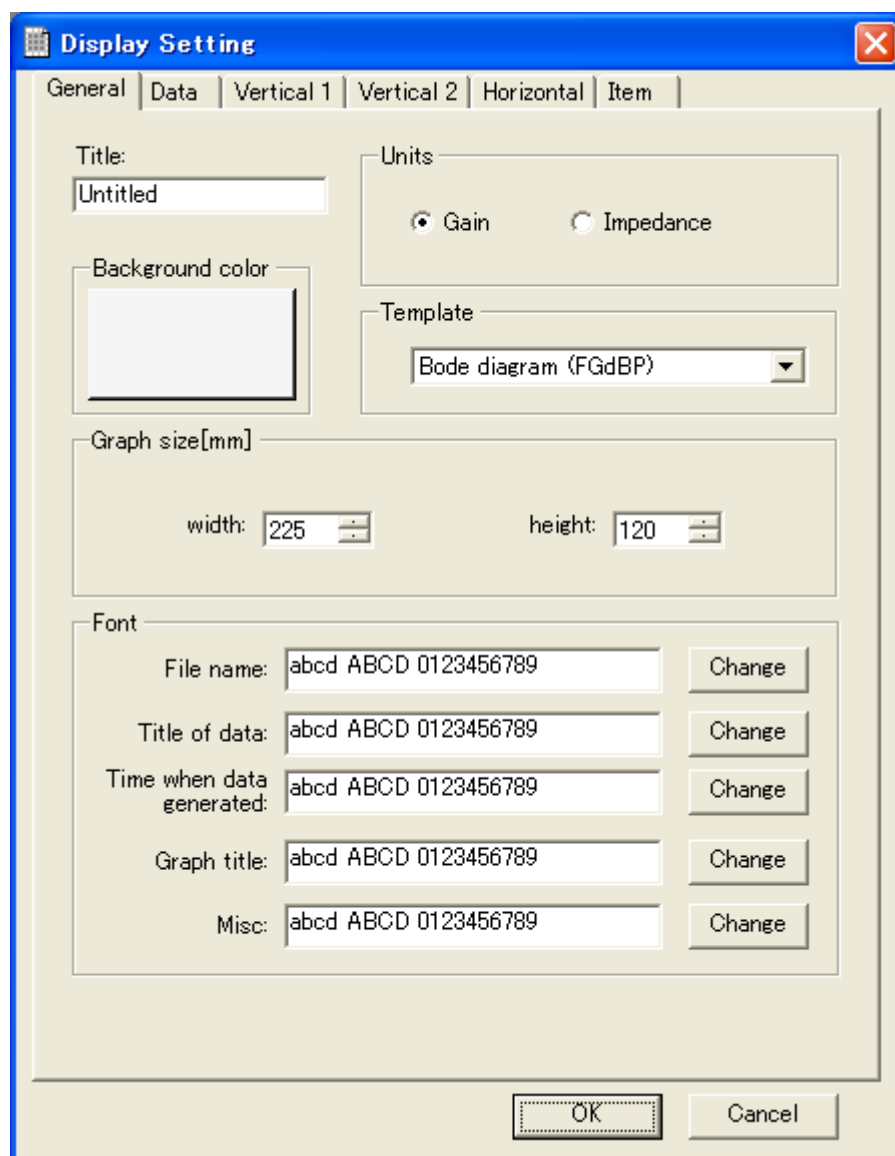 Display Setting
General Data Vertical 1 Vertical 2 Horizontal Item
Title:
Untitled
Units
Gain Impedance
Background color
Template
Bode diagram (FGdBP)
Graph size[mm]
width: 225 height: 120
Font
File name: abcd ABCD 0123456789 Change
Title of data: abcd ABCD 0123456789 Change
Time when data
generated: abcd ABCD 0123456789 Change
Graph title: abcd ABCD 0123456789 Change
Misc: abcd ABCD 0123456789 Change
OK Cancel